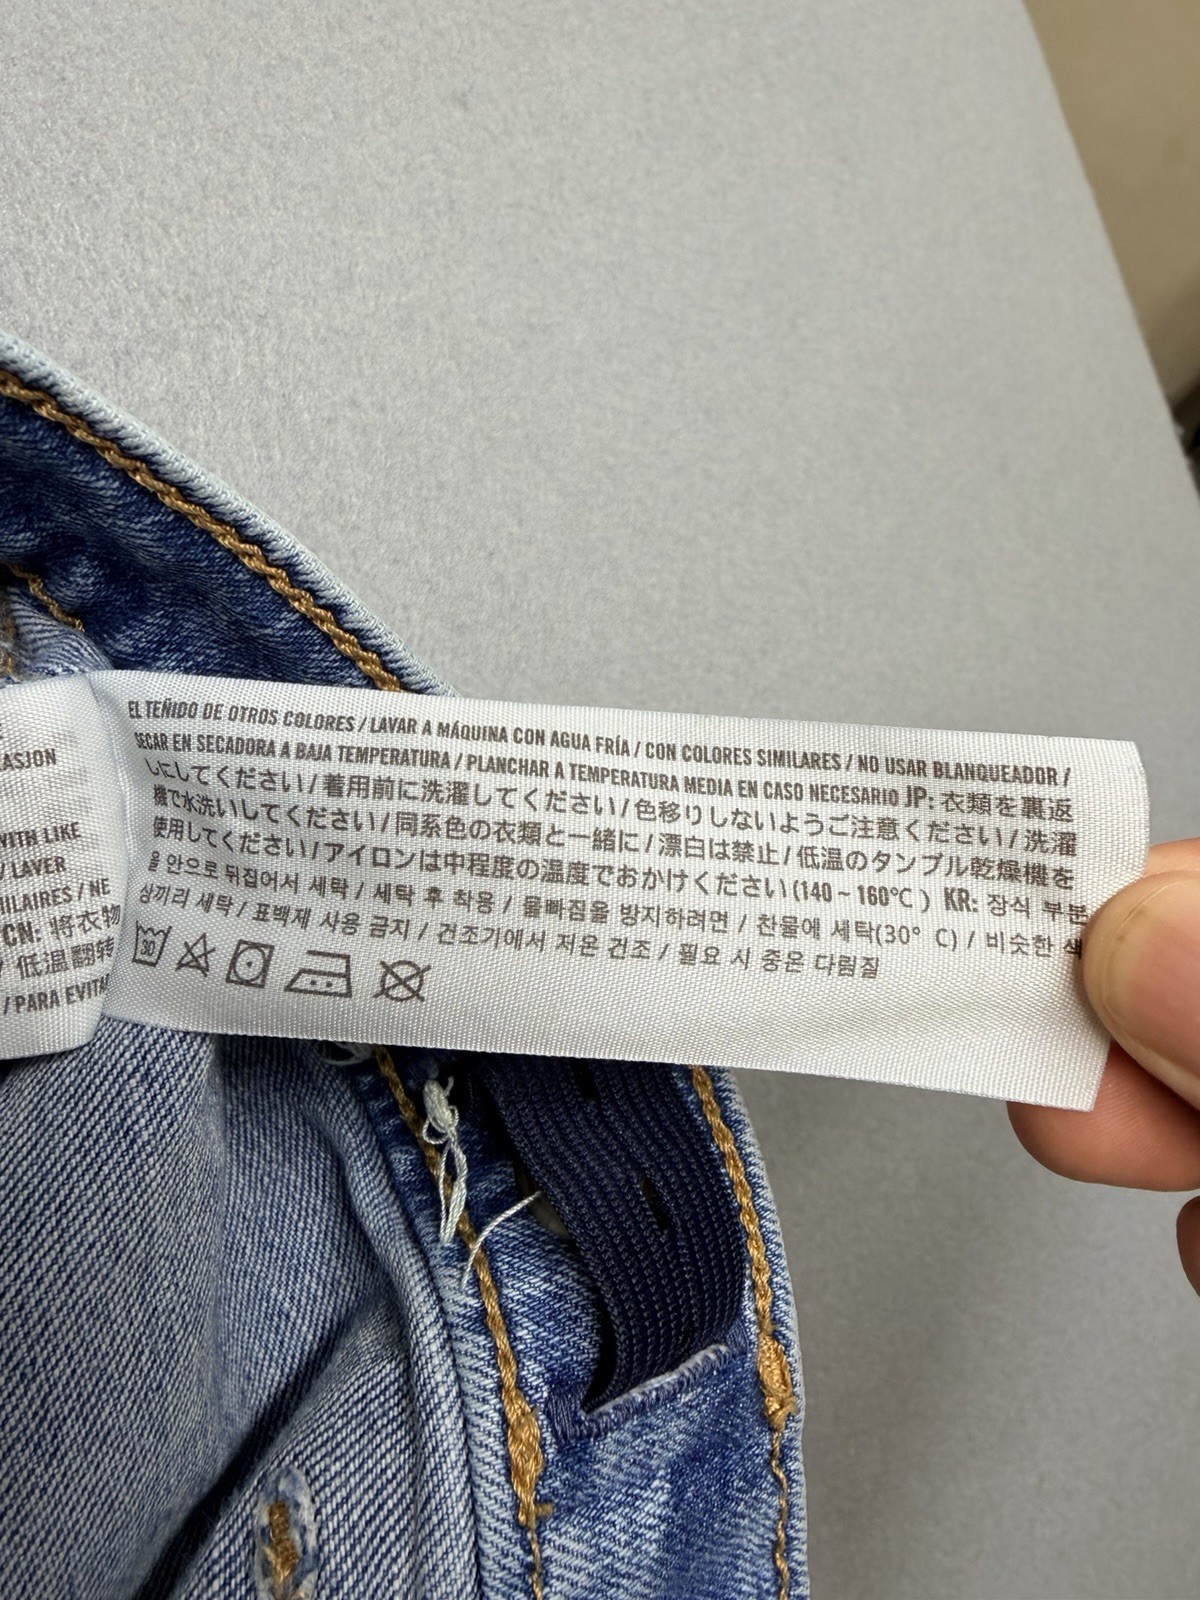 ASJON
WITH LIKE
/ LAVER
MILAIRES / NE
CN: 將衣物
/ 低温翻转
/ PARA EVITA
EL TEÑIDO DE OTROS COLORES / LAVAR A MÁQUINA CON AGUA FRÍA / CON COLORES SIMILARES / NO USAR BLANQUEADOR /
SECAR EN SECADORA A BAJA TEMPERATURA / PLANCHAR A TEMPERATURA MEDIA EN CASO NECESARIO JP: 衣類を裏返
しにしてください / 着用前に洗濯してください / 色移りしないようご注意ください / 洗濯
機で水洗いしてください / 同系色の衣類と一緒に / 漂白は禁止 / 低温のタンブル乾燥機を
使用してください / アイロンは中程度の温度でおかけください (140 ~ 160℃ ) KR: 장식 부분
을 안으로 뒤집어서 세탁 / 세탁 후 착용 / 물빠짐을 방지하려면 / 찬물에 세탁(30° C) / 비슷한 색
상끼리 세탁 / 표백제 사용 금지 / 건조기에서 저온 건조 / 필요 시 중온 다림질
30